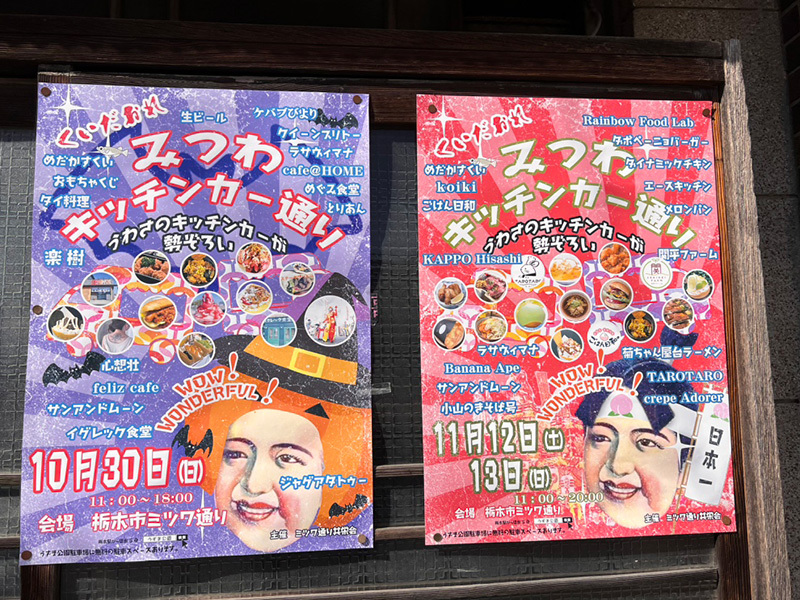 くいだおれ
みつわ
キッチンカー通り
うわさのキッチンカーが
勢ぞろい
生ビール
ケバブびより
クイーンズリトー
ラサヴィマナ
cafe@HOME
めぐみ食堂
とりあん
めだかすくい
おもちゃくじ
タイ料理
楽樹
心想壮
feliz cafe
サンアンドムーン
イグレック食堂
WOW!
WONDERFUL!
ジャグアタトゥー
10月30日(日)
11:00〜18:00
会場 栃木市ミツワ通り
主催 ミツワ通り共栄会
くいだおれ
みつわ
キッチンカー通り
うわさのキッチンカーが
勢ぞろい
Rainbow Food Lab.
タポベーニョバーガー
ダイナミックチキン
エースキッチン
メロンパン
関平ファーム
めだかすくい
koiki
ごはん日和
KAPPO Hisashi
TAROTARO
ラサヴィマナ
Banana Ape
サンアンドムーン
小山のきそば号
菊ちゃん屋台ラーメン
TAROTARO
crepe Adorer
WOW!
WONDERFUL!
日本一
11月12日(土)
13日(日)
11:00〜20:00
会場 栃木市ミツワ通り
主催 ミツワ通り共栄会